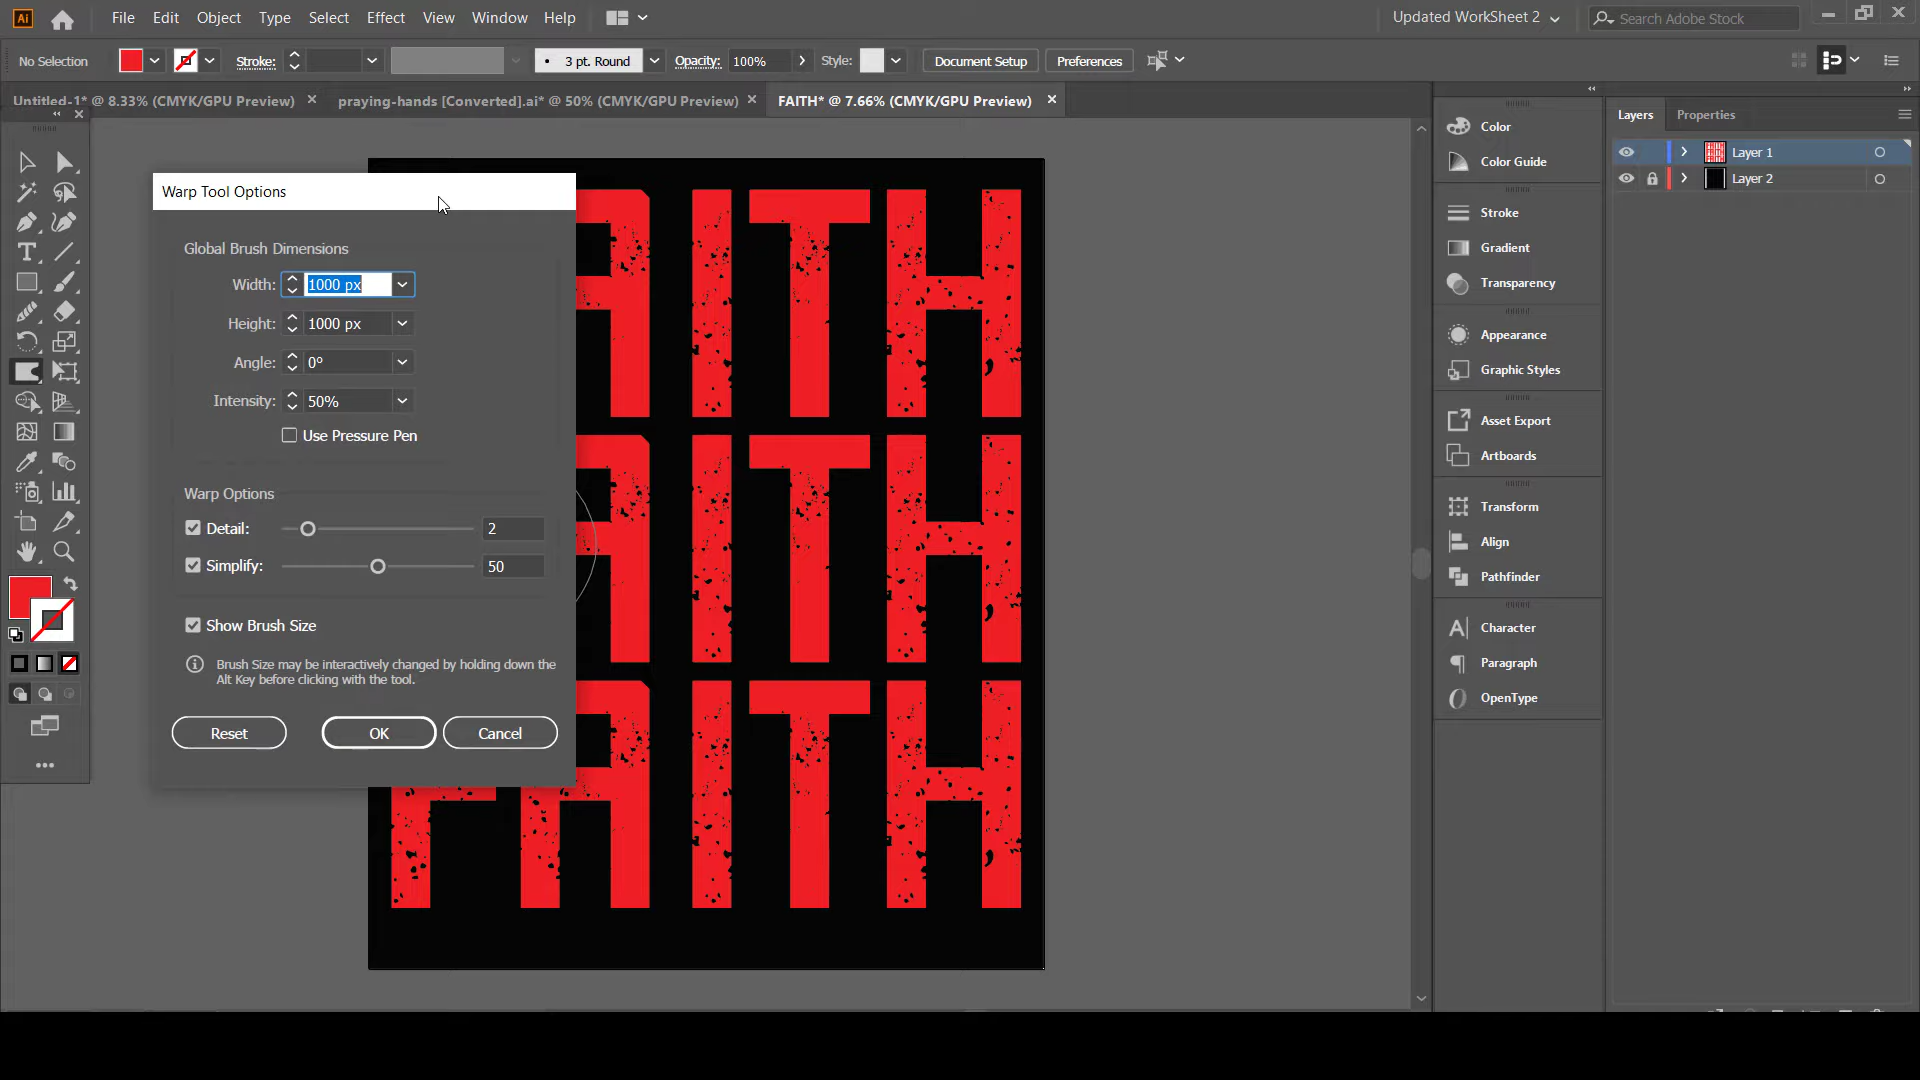 Ai File Edit Object Type Select Effect View Window Help Updated WorkSheet 2 Search Adobe Stock
No Selection Stroke: 3 pt. Round Opacity: 100% Style: Document Setup Preferences
Untitled-1* @ 8.33% (CMYK/GPU Preview) praying-hands [Converted].ai* @ 50% (CMYK/GPU Preview) FAITH* @ 7.66% (CMYK/GPU Preview)
Warp Tool Options
Global Brush Dimensions
Width: 1000 px
Height: 1000 px
Angle: 0°
Intensity: 50%
Use Pressure Pen
Warp Options
Detail: 2
Simplify: 50
Show Brush Size
Brush Size may be interactively changed by holding down the
Alt Key before clicking with the tool.
Reset OK Cancel
AITH
AITH
FAITH
Color
Color Guide
Stroke
Gradient
Transparency
Appearance
Graphic Styles
Asset Export
Artboards
Transform
Align
Pathfinder
Character
Paragraph
OpenType
Layers Properties
Layer 1
Layer 2